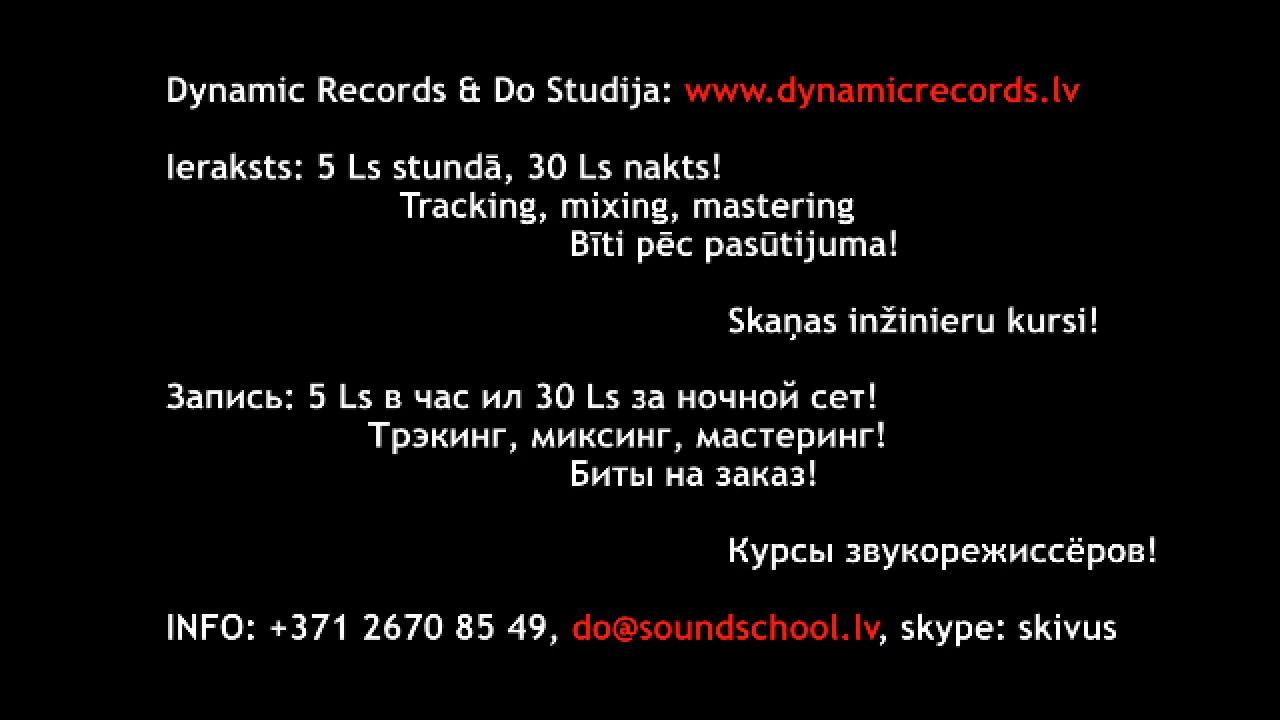 Dynamic Records & Do Studija: www.dynamicrecords.lv
Ieraksts: 5 Ls stundā, 30 Ls nakts!
Tracking, mixing, mastering
Bīti pēc pasūtijuma!
Skaņas inžinieru kursi!
Запись: 5 Ls в час ил 30 Ls за ночной сет!
Трэкинг, миксинг, мастеринг!
Биты на заказ!
Курсы звукорежиссёров!
INFO: +371 2670 85 49, do@soundschool.lv, skype: skivus